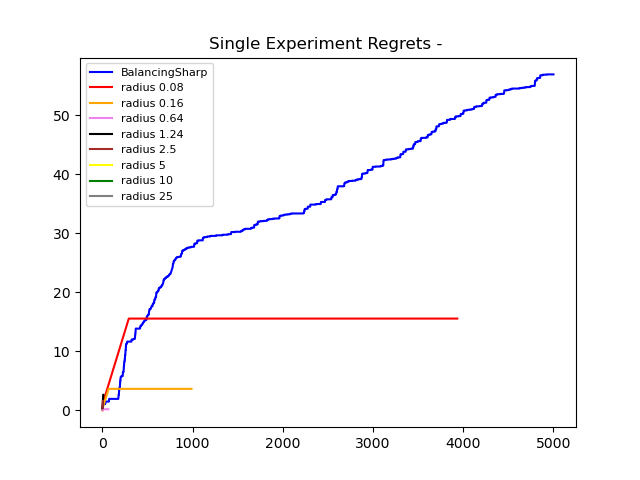 Single Experiment Regrets -
BalancingSharp
radius 0.08
radius 0.16
radius 0.64
radius 1.24
radius 2.5
radius 5
radius 10
radius 25
50
40
30
20
10
0
0 1000 2000 3000 4000 5000